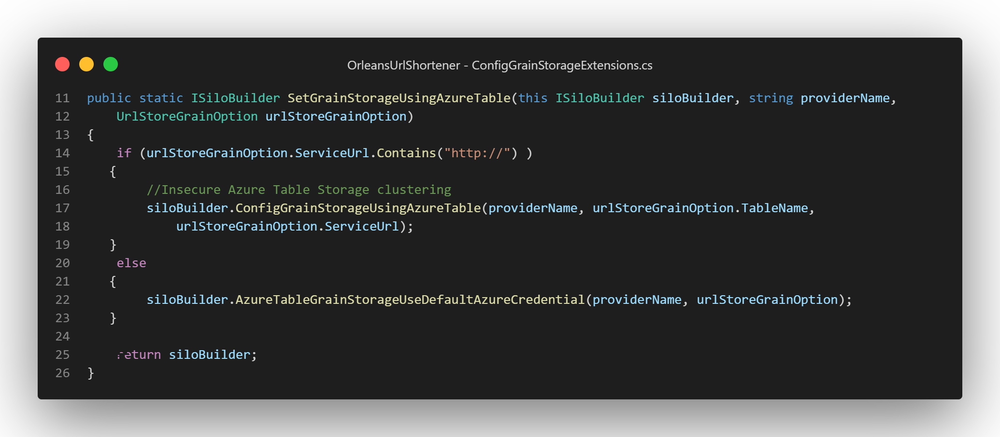 OrleansUrlShortener - ConfigGrainStorageExtensions.cs
11 public static ISiloBuilder SetGrainStorageUsingAzureTable(this ISiloBuilder siloBuilder, string providerName,
12     UrlStoreGrainOption urlStoreGrainOption)
13 {
14     if (urlStoreGrainOption.ServiceUrl.Contains("http://") )
15    {
16         //Insecure Azure Table Storage clustering
17         siloBuilder.ConfigGrainStorageUsingAzureTable(providerName, urlStoreGrainOption.TableName,
18             urlStoreGrainOption.ServiceUrl);
19    }
20     else
21    {
22         siloBuilder.AzureTableGrainStorageUseDefaultAzureCredential(providerName, urlStoreGrainOption);
23    }
24
25     return siloBuilder;
26 }